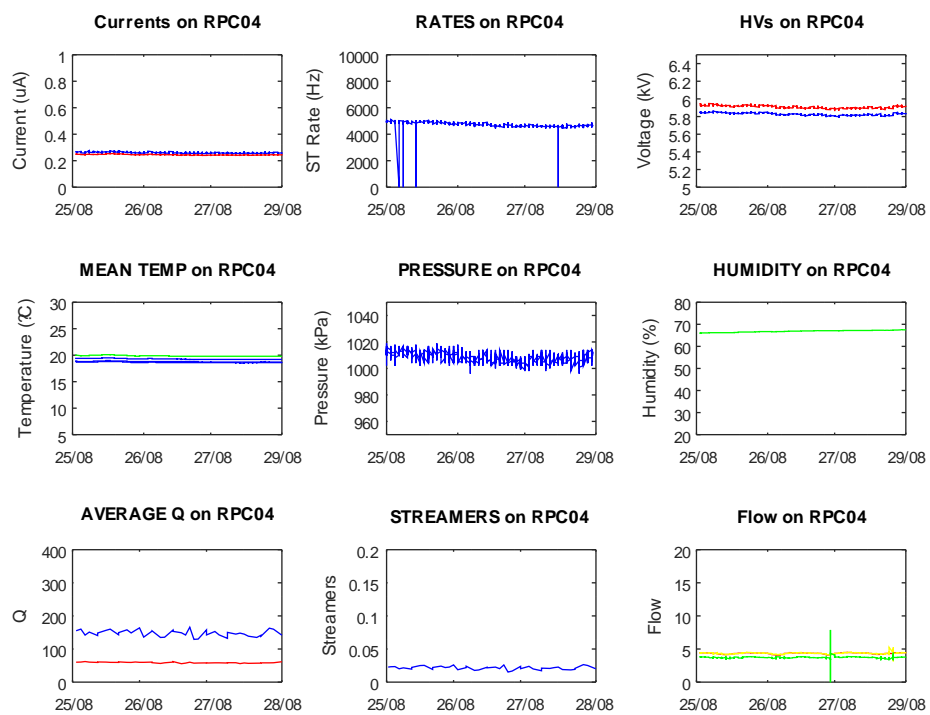 Currents on RPC04
RATES on RPC04
HVs on RPC04
Current (uA)
1
0.8
0.6
0.4
0.2
0
25/08 26/08 27/08 29/08
ST Rate (Hz)
10000
8000
6000
4000
2000
0
25/08 26/08 27/08 29/08
Voltage (kV)
6.4
6.2
6
5.8
5.6
5.4
5.2
5
25/08 26/08 27/08 29/08
MEAN TEMP on RPC04
PRESSURE on RPC04
HUMIDITY on RPC04
Temperature (?C)
30
25
20
15
10
5
25/08 26/08 27/08 29/08
Pressure (kPa)
1040
1020
1000
980
960
25/08 26/08 27/08 29/08
Humidity (%)
80
70
60
50
40
30
20
25/08 26/08 27/08 29/08
AVERAGE Q on RPC04
STREAMERS on RPC04
Flow on RPC04
Q
400
300
200
100
0
25/08 26/08 27/08 28/08
Streamers
0.2
0.15
0.1
0.05
0
25/08 26/08 27/08 28/08
Flow
20
15
10
5
0
25/08 26/08 27/08 29/08